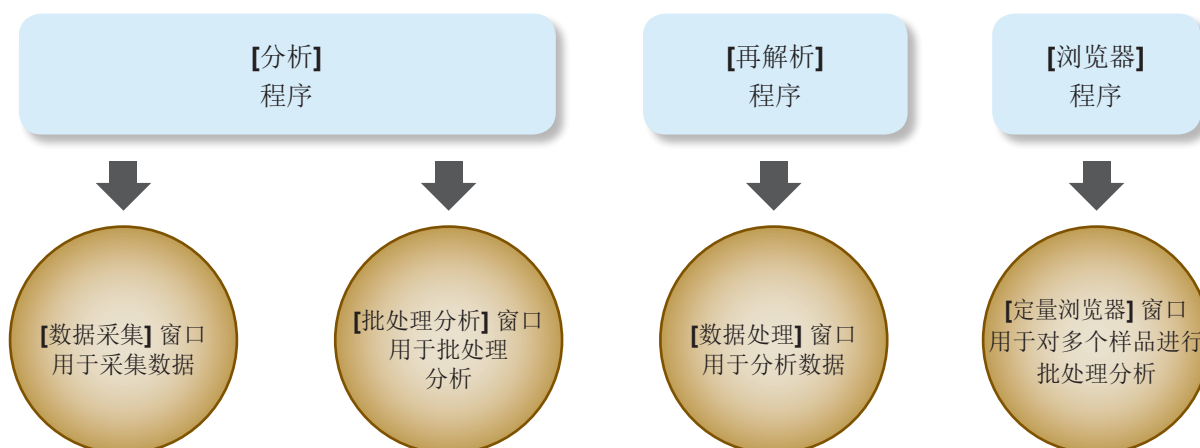 [分析]
程序
[再解析]
程序
[浏览器]
程序
[数据采集] 窗口
用于采集数据
[批处理分析] 窗口
用于批处理
分析
[数据处理] 窗口
用于分析数据
[定量浏览器] 窗口
用于对多个样品进行
批处理分析